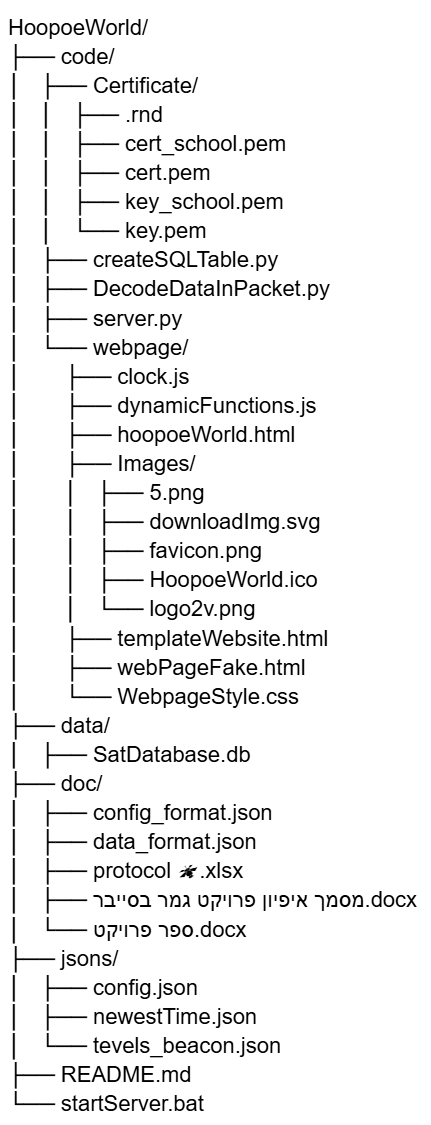 HoopoeWorld/
├── code/
│   ├── Certificate/
│   │   ├── .rnd
│   │   ├── cert_school.pem
│   │   ├── cert.pem
│   │   ├── key_school.pem
│   │   └── key.pem
│   ├── createSQLTable.py
│   ├── DecodeDataInPacket.py
│   ├── server.py
│   └── webpage/
│       ├── clock.js
│       ├── dynamicFunctions.js
│       ├── hoopoeWorld.html
│       ├── Images/
│       │   ├── 5.png
│       │   ├── downloadImg.svg
│       │   ├── favicon.png
│       │   ├── HoopoeWorld.ico
│       │   └── logo2v.png
│       ├── templateWebsite.html
│       ├── webPageFake.html
│       └── WebpageStyle.css
├── data/
│   ├── SatDatabase.db
├── doc/
│   ├── config_format.json
│   ├── data_format.json
│   ├── protocol .xlsx
│   ├── מסמך איפיון פרויקט גמר בסייבר.docx
│   └── ספר פרויקט.docx
├── jsons/
│   ├── config.json
│   ├── newestTime.json
│   └── tevels_beacon.json
├── README.md
└── startServer.bat